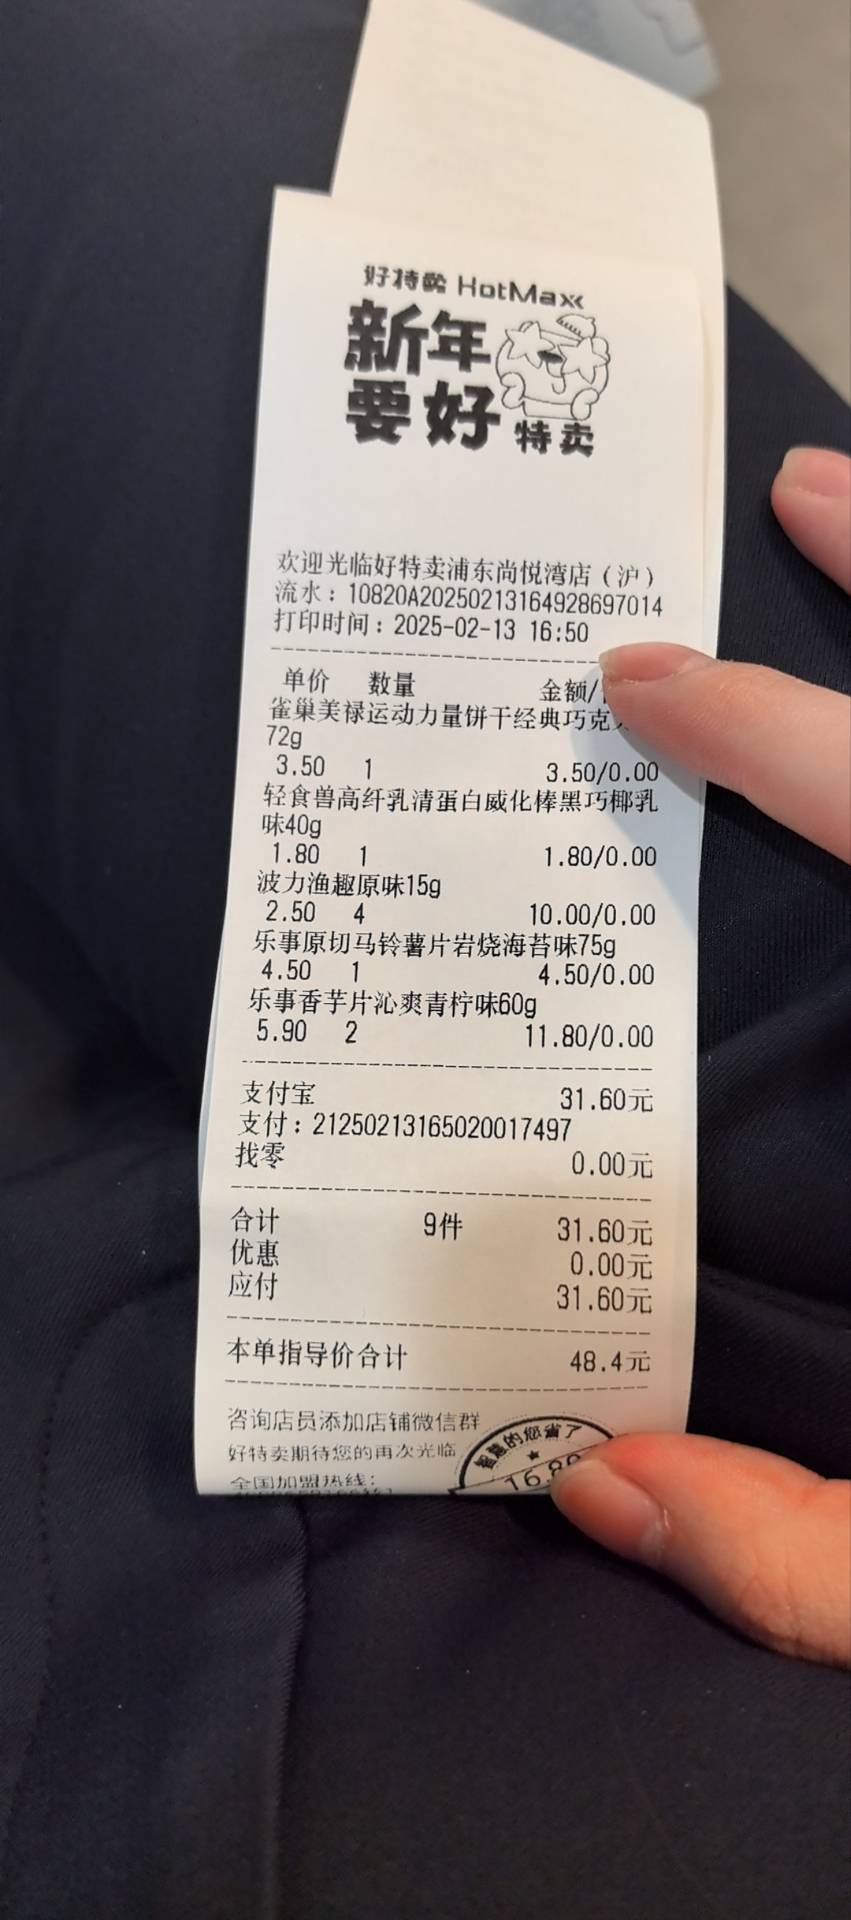 好特卖 HotMaxx
新年
要好特卖
欢迎光临好特卖浦东尚悦湾店（沪）
流水：10820A20250213164928697014
打印时间：2025-02-13 16:50
单价 数量 金额/
雀巢美禄运动力量饼干经典巧克
72g
3.50 1 3.50/0.00
轻食兽高纤乳清蛋白威化棒黑巧椰乳
味40g
1.80 1 1.80/0.00
波力渔趣原味15g
2.50 4 10.00/0.00
乐事原切马铃薯片岩烧海苔味75g
4.50 1 4.50/0.00
乐事香芋片沁爽青柠味60g
5.90 2 11.80/0.00
支付宝 31.60元
支付：21250213165020017497
找零 0.00元
合计 9件 31.60元
优惠 0.00元
应付 31.60元
本单指导价合计 48.4元
咨询店员添加店铺微信群
好特卖期待您的再次光临
全国加盟热线：
智慧的您省了
16.80